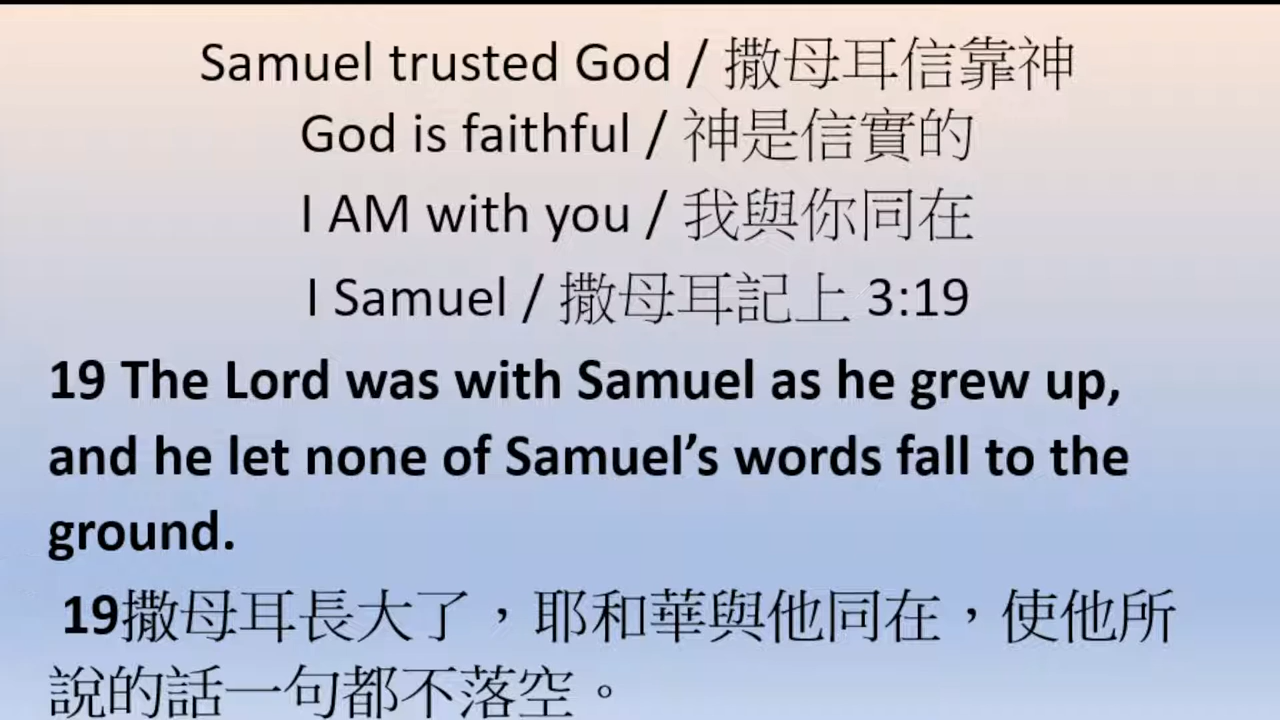 Samuel trusted God / 撒母耳信靠神
God is faithful / 神是信實的
I AM with you / 我與你同在
I Samuel / 撒母耳記上 3:19
19 The Lord was with Samuel as he grew up,
and he let none of Samuel’s words fall to the
ground.
19撒母耳長大了，耶和華與他同在，使他所
說的話一句都不落空。